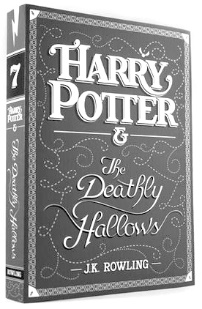 7
HARRY
POTTER
&
The
Deathly
Hallows
ROWLING
HARRY
POTTER
&
The
Deathly
Hallows
J.K. ROWLING